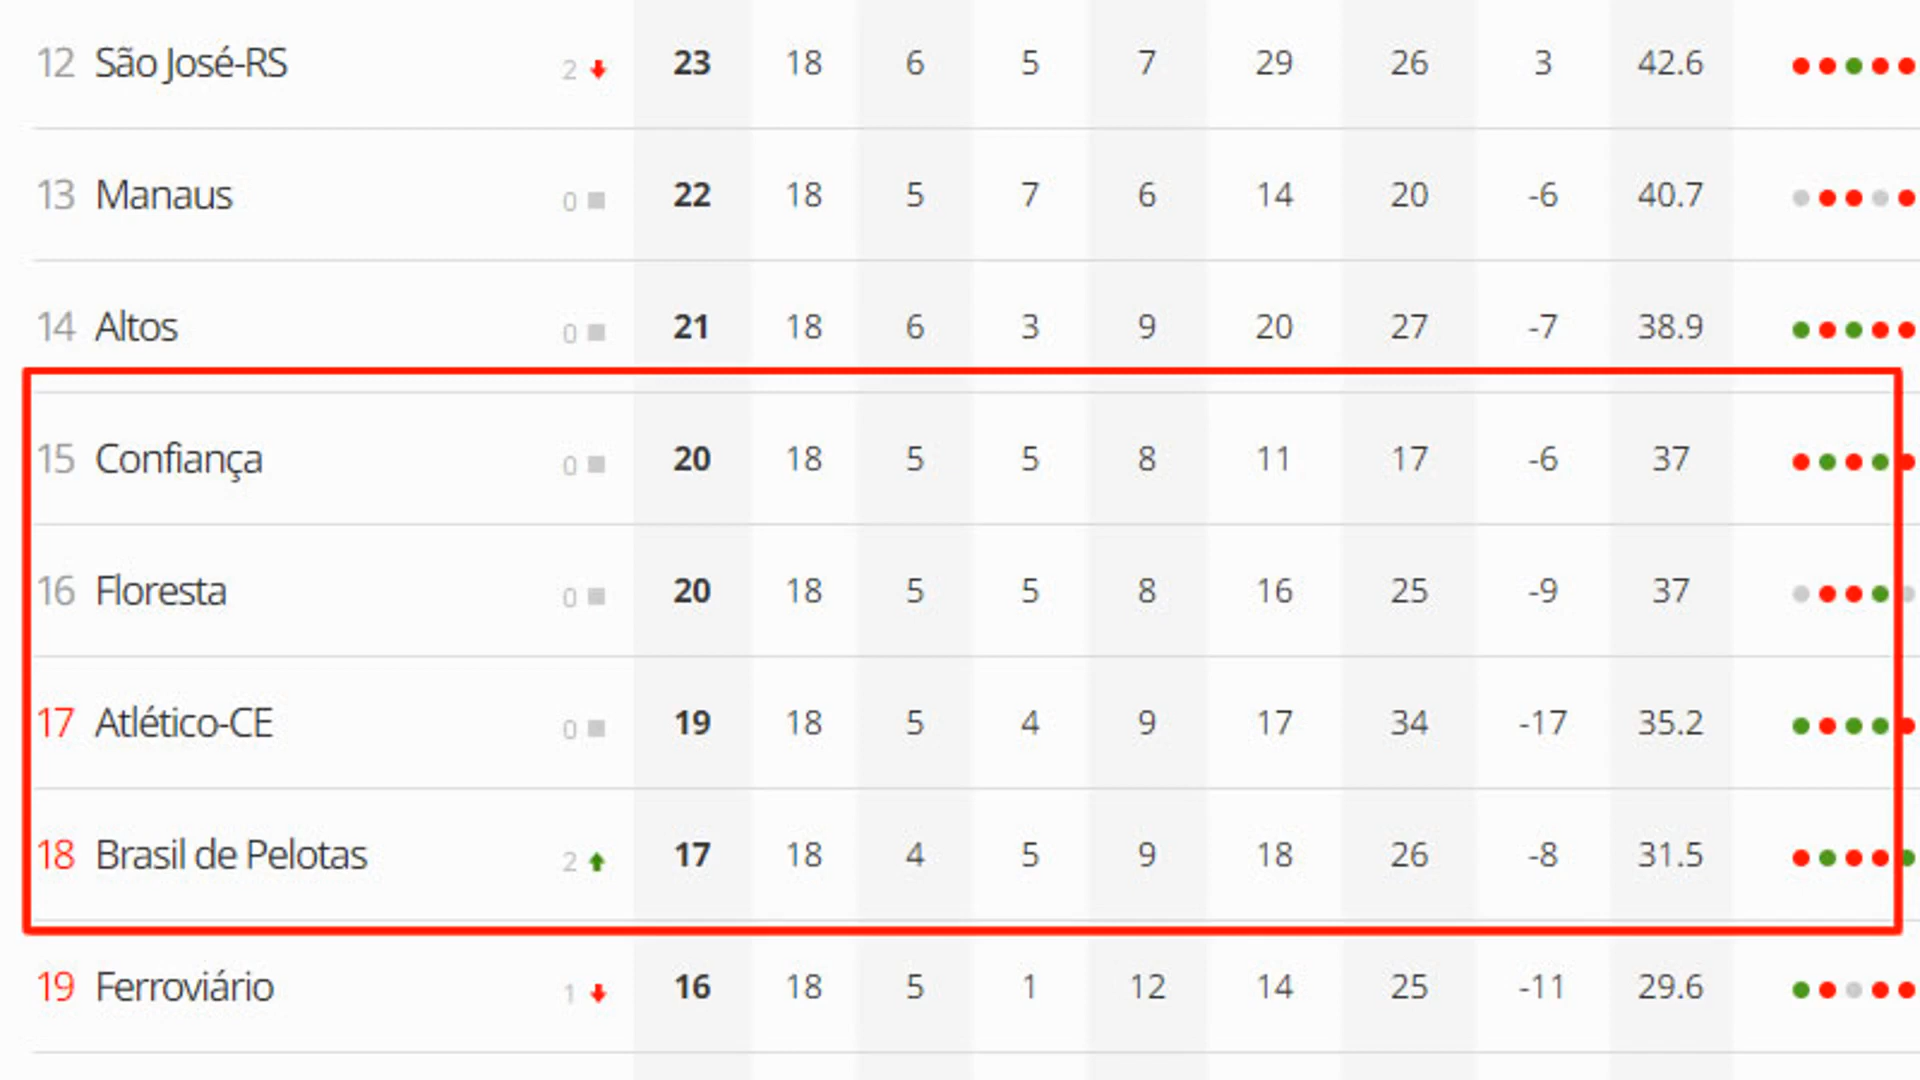 12 São José-RS 2 23 18 6 5 7 29 26 3 42.6
13 Manaus 0 22 18 5 7 6 14 20 -6 40.7
14 Altos 0 21 18 6 3 9 20 27 -7 38.9
15 Confiança 0 20 18 5 5 8 11 17 -6 37
16 Floresta 0 20 18 5 5 8 16 25 -9 37
17 Atlético-CE 0 19 18 5 4 9 17 34 -17 35.2
18 Brasil de Pelotas 2 17 18 4 5 9 18 26 -8 31.5
19 Ferroviário 1 16 18 5 1 12 14 25 -11 29.6